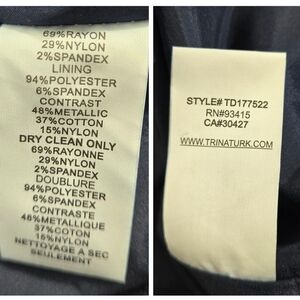 69%RAYON
29%NYLON
2%SPANDEX
LINING
94%POLYESTER
6%SPANDEX
CONTRAST
48%METALLIC
37%COTTON
15%NYLON
DRY CLEAN ONLY
69%RAYONNE
29%NYLON
2%SPANDEX
DOUBLURE
94%POLYESTER
6%SPANDEX
CONTRASTE
48%METALLIQUE
37%COTON
15%NYLON
NETTOYAGE A SEC
SEULEMENT
STYLE# TD177522
RN#93415
CA#30427
WWW.TRINATURK.COM